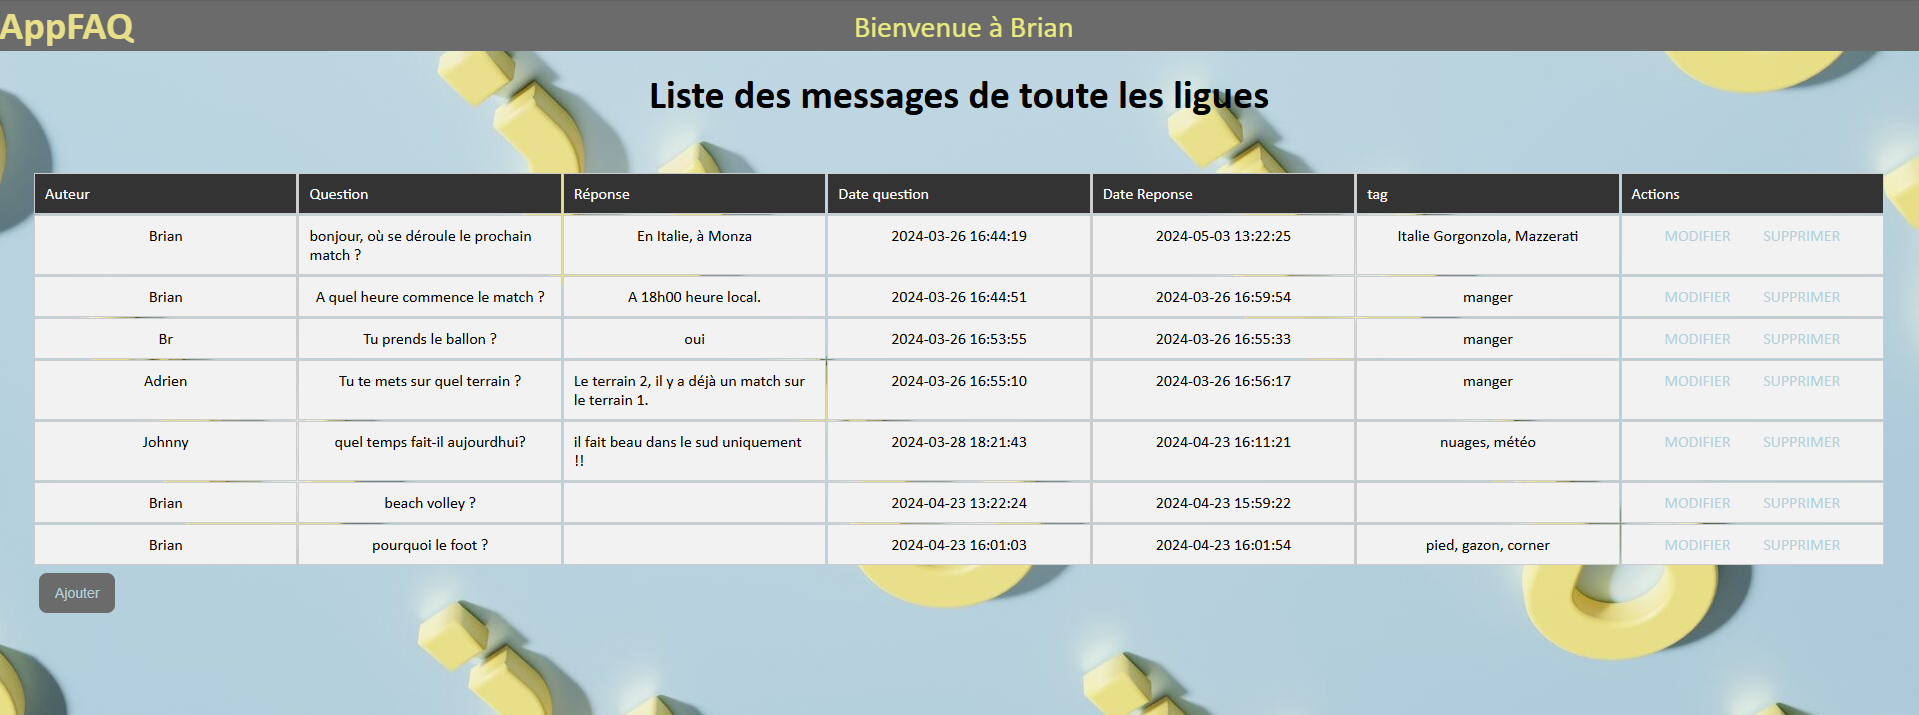 AppFAQ
Bienvenue à Brian
Liste des messages de toute les ligues
Auteur Question Réponse Date question Date Reponse tag Actions
Brian bonjour, où se déroule le prochain En Italie, à Monza 2024-03-26 16:44:19 2024-05-03 13:22:25 Italie Gorgonzola, Mazzerati MODIFIER SUPPRIMER
match ?
Brian A quel heure commence le match ? A 18h00 heure local. 2024-03-26 16:44:51 2024-03-26 16:59:54 manger MODIFIER SUPPRIMER
Br Tu prends le ballon ? oui 2024-03-26 16:53:55 2024-03-26 16:55:33 manger MODIFIER SUPPRIMER
Adrien Tu te mets sur quel terrain ? Le terrain 2, il y a déjà un match sur 2024-03-26 16:55:10 2024-03-26 16:56:17 manger MODIFIER SUPPRIMER
le terrain 1.
Johnny quel temps fait-il aujourdhui? il fait beau dans le sud uniquement 2024-03-28 18:21:43 2024-04-23 16:11:21 nuages, météo MODIFIER SUPPRIMER
!!
Brian beach volley ? 2024-04-23 13:22:24 2024-04-23 15:59:22 MODIFIER SUPPRIMER
Brian pourquoi le foot ? 2024-04-23 16:01:03 2024-04-23 16:01:54 pied, gazon, corner MODIFIER SUPPRIMER
Ajouter